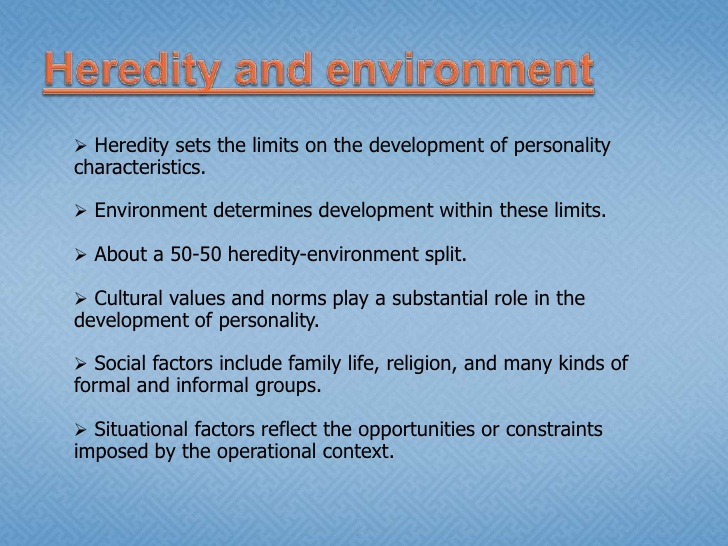 Heredity and environment
➢ Heredity sets the limits on the development of personality
characteristics.
➢ Environment determines development within these limits.
➢ About a 50-50 heredity-environment split.
➢ Cultural values and norms play a substantial role in the
development of personality.
➢ Social factors include family life, religion, and many kinds of
formal and informal groups.
➢ Situational factors reflect the opportunities or constraints
imposed by the operational context.